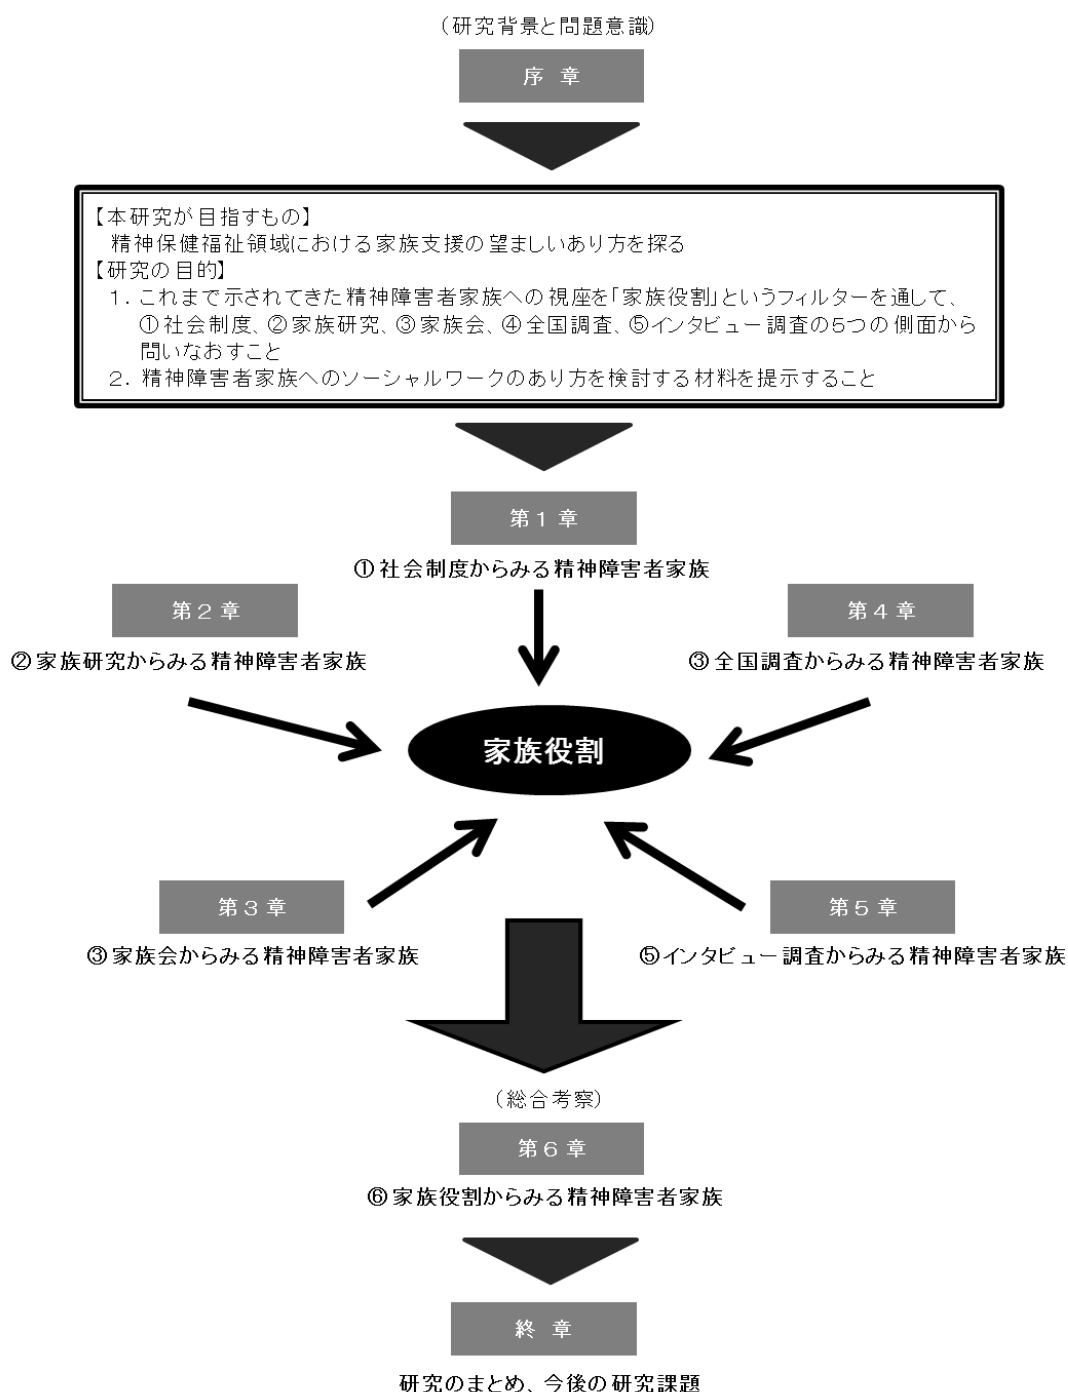 (研究背景と問題意識)
序 章
【本研究が目指すもの】
精神保健福祉領域における家族支援の望ましいあり方を探る
【研究の目的】
１．これまで示されてきた精神障害者家族への視座を｢家族役割｣というフィルターを通して、
①社会制度、②家族研究、③家族会、④全国調査、⑤インタビュー調査の５つの側面から
問いなおすこと
２．精神障害者家族へのソーシャルワークのあり方を検討する材料を提示すること
第１章
①社会制度からみる精神障害者家族
第２章
②家族研究からみる精神障害者家族
第４章
③全国調査からみる精神障害者家族
家族役割
第３章
③家族会からみる精神障害者家族
第５章
⑤インタビュー調査からみる精神障害者家族
(総合考察)
第６章
⑥家族役割からみる精神障害者家族
終 章
研究のまとめ、今後の研究課題